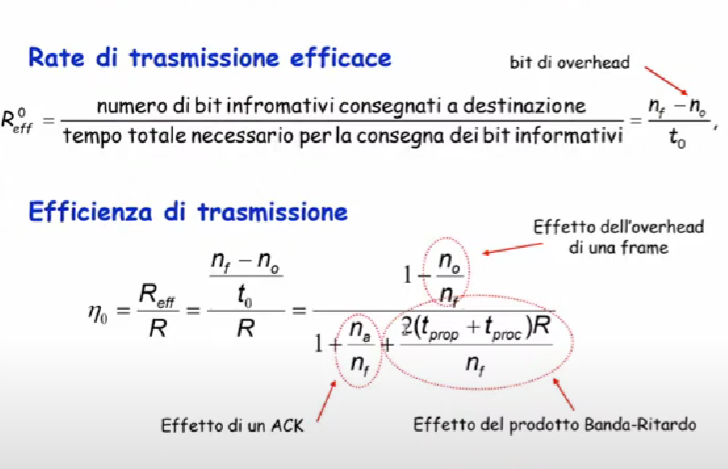 Rate di trasmissione efficace
bit di overhead
R⁰eff = numero di bit infromativi consegnati a destinazione / tempo totale necessario per la consegna dei bit informativi = nf − no / t0 ,
Efficienza di trasmissione
Effetto dell'overhead
di una frame
η0 = Reff / R = ((nf − no) / t0) / R = (1 − no / nf) / (1 + na / nf + 2(tprop + tproc)R / nf)
Effetto di un ACK
Effetto del prodotto Banda-Ritardo